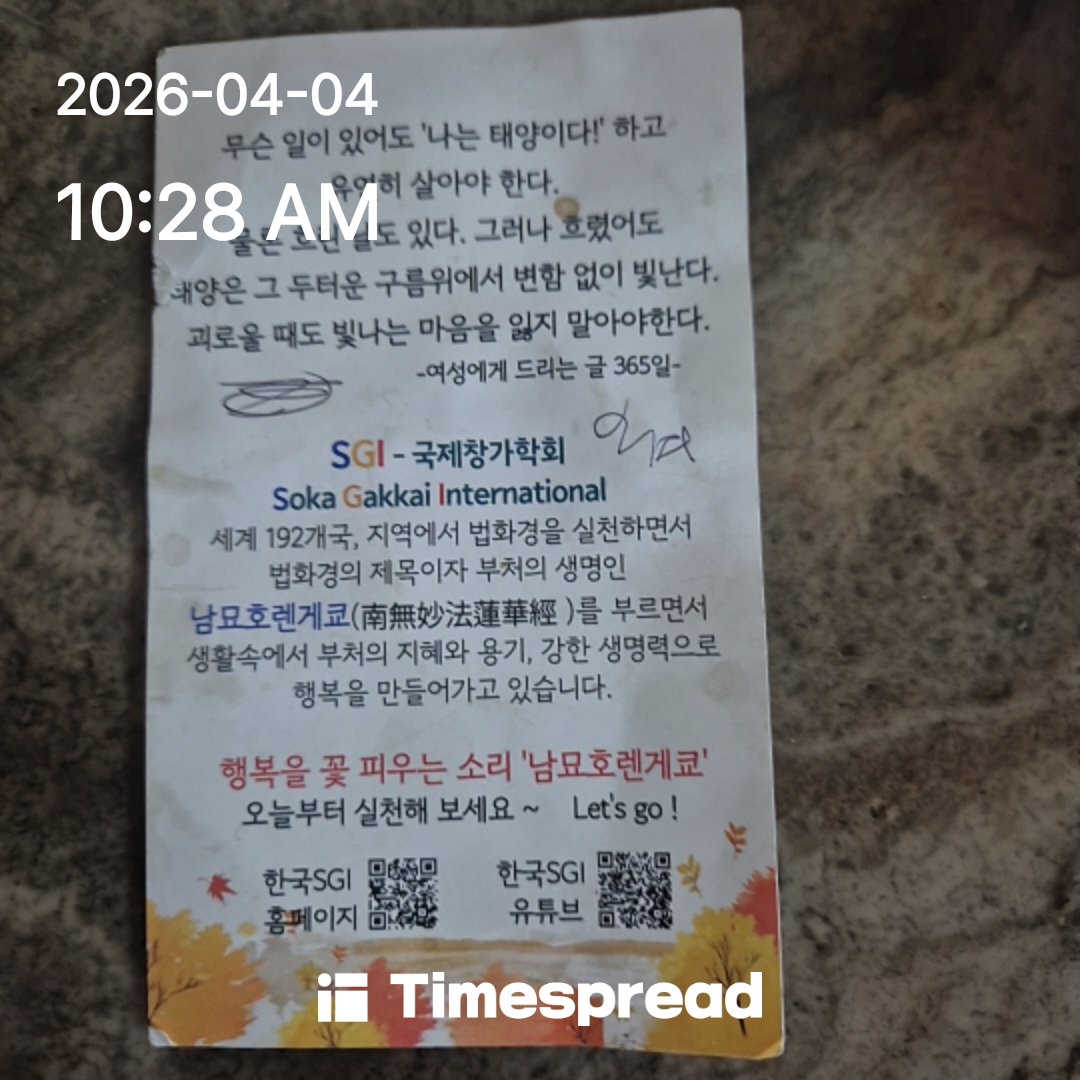 2026-04-04
10:28 AM
무슨 일이 있어도 '나는 태양이다!' 하고
유연히 살아야 한다.
물론 흐린 날도 있다. 그러나 흐렸어도
태양은 그 두터운 구름위에서 변함 없이 빛난다.
괴로울 때도 빛나는 마음을 잃지 말아야한다.
-여성에게 드리는 글 365일-
SGI - 국제창가학회
Soka Gakkai International
세계 192개국, 지역에서 법화경을 실천하면서
법화경의 제목이자 부처의 생명인
남묘호렌게쿄(南無妙法蓮華經 )를 부르면서
생활속에서 부처의 지혜와 용기, 강한 생명력으로
행복을 만들어가고 있습니다.
행복을 꽃 피우는 소리 '남묘호렌게쿄'
오늘부터 실천해 보세요 ~ Let's go !
한국SGI 홈페이지
한국SGI 유튜브
Timespread